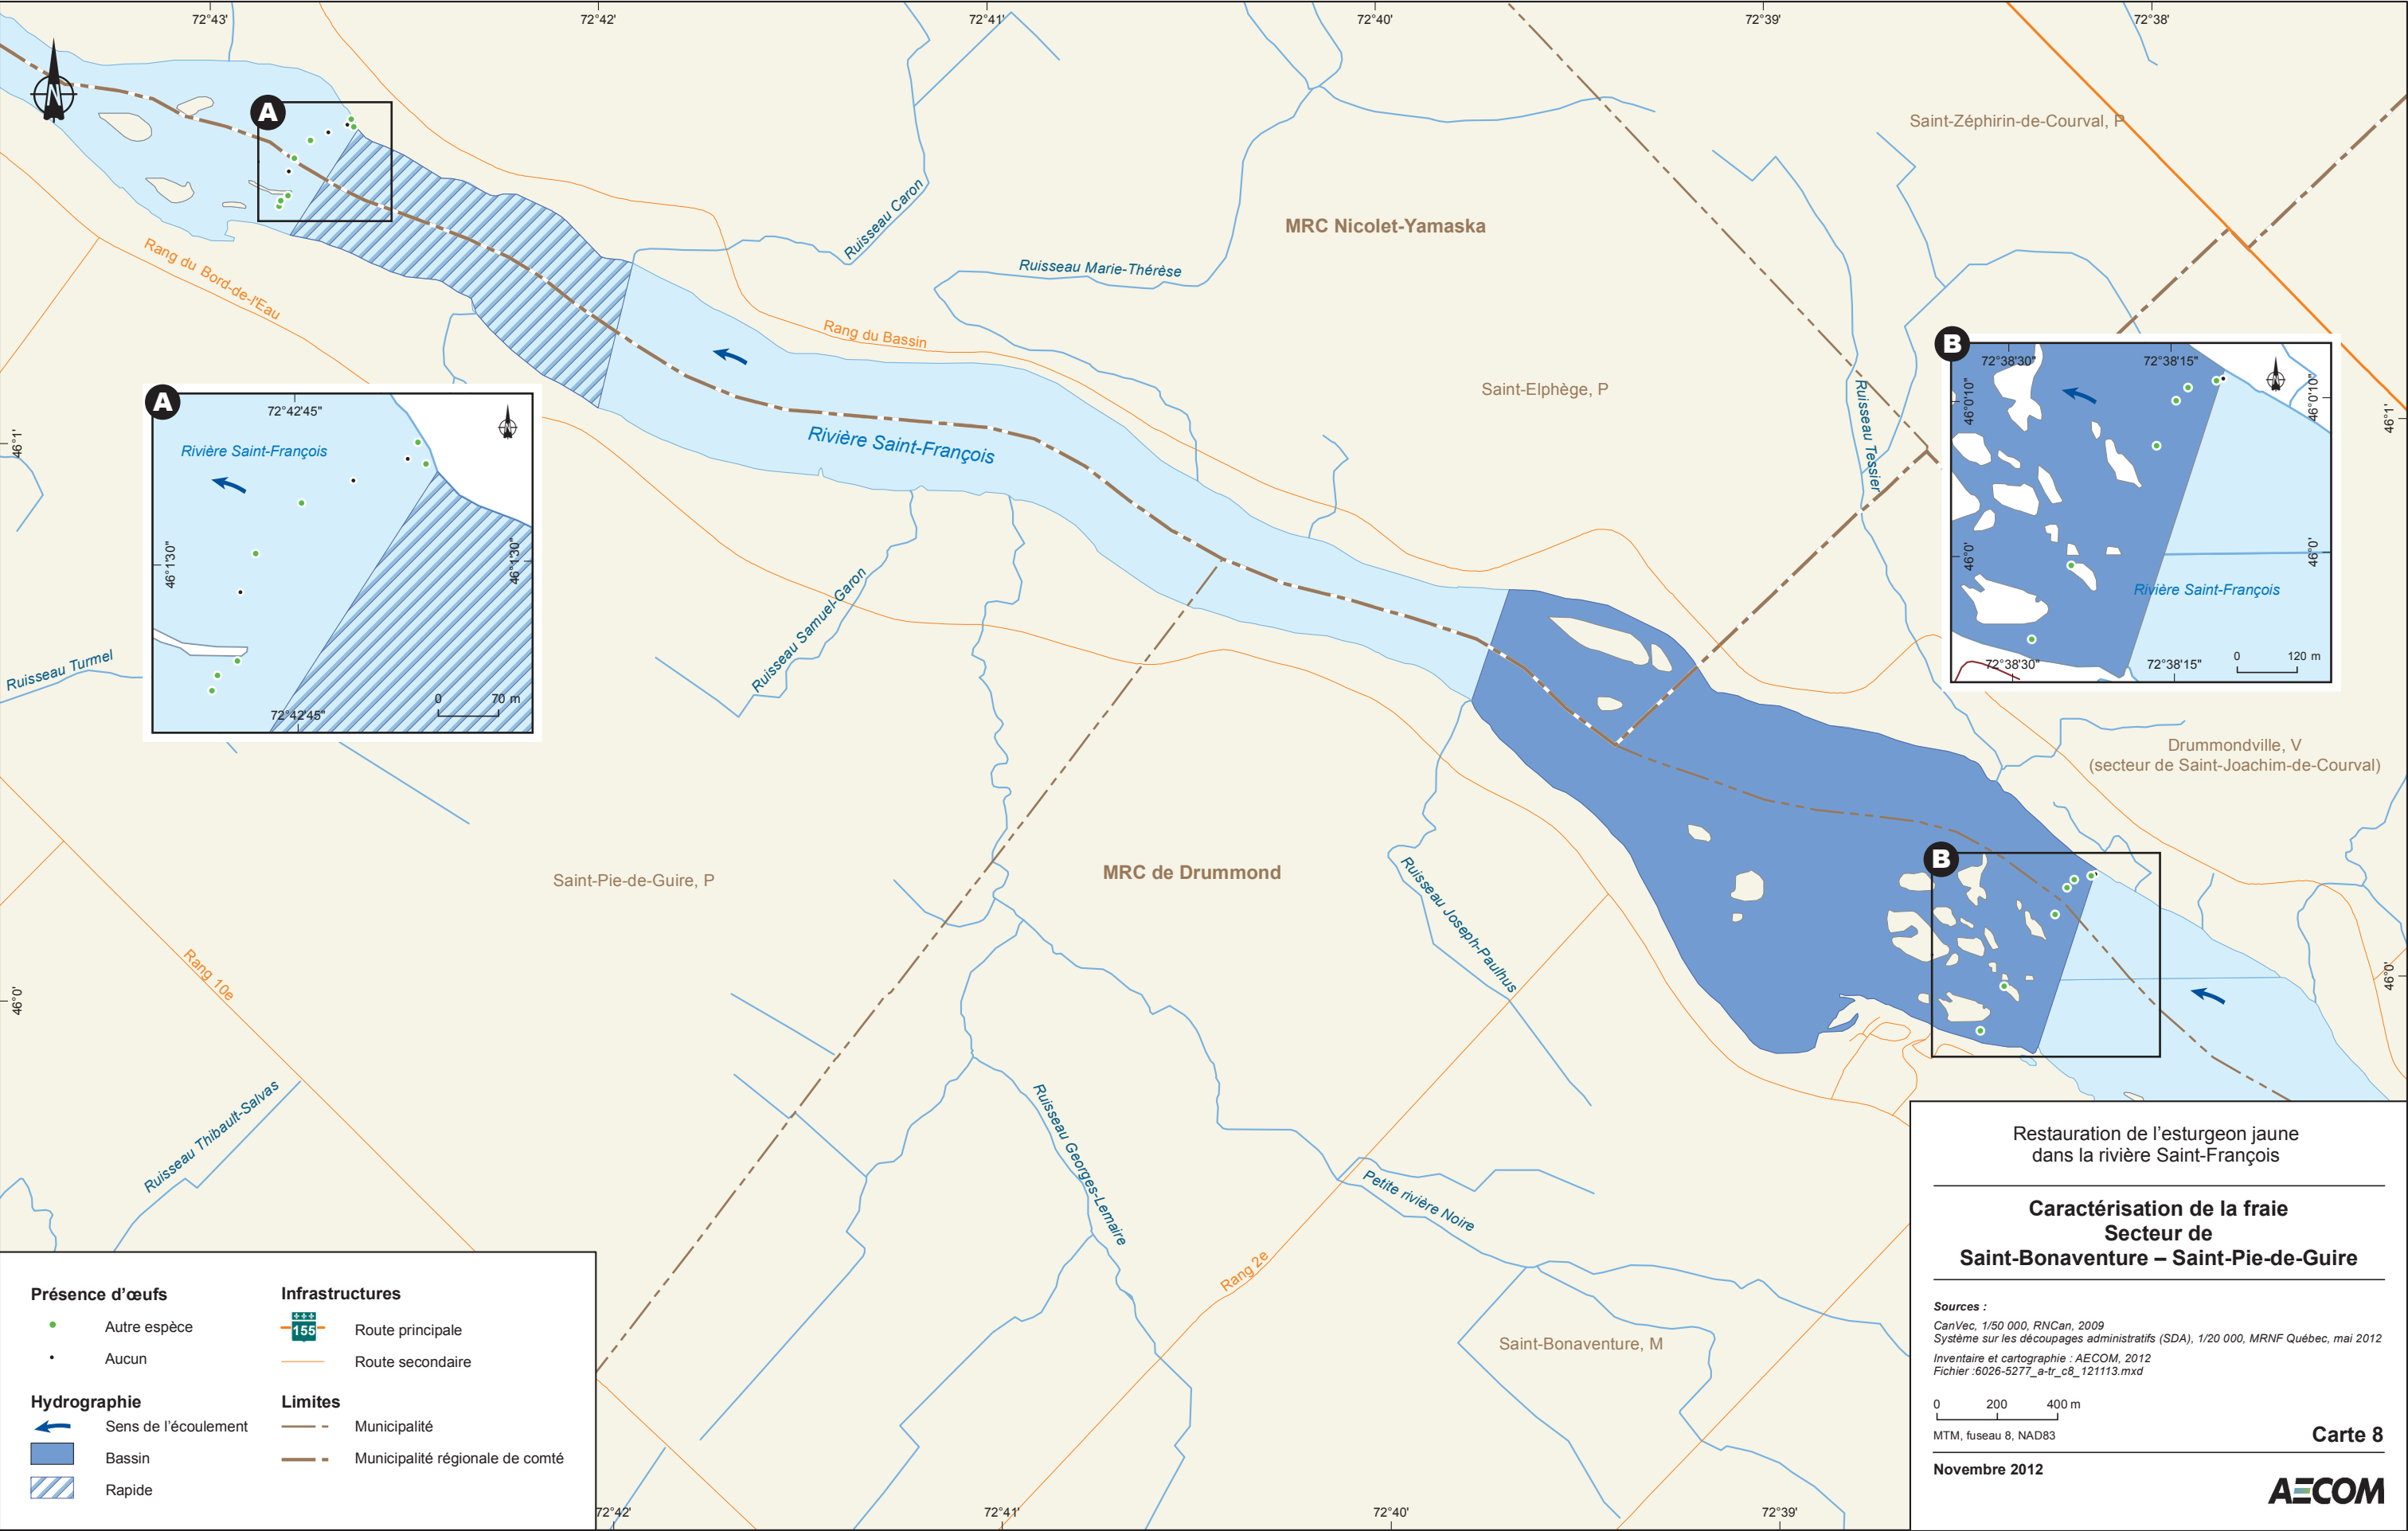 72°43'
72°42'
72°41'
72°40'
72°39'
72°38'
N
A
Saint-Zéphirin-de-Courval, P
Ruisseau Caron
MRC Nicolet-Yamaska
Rang du Bord-de-l'Eau
Ruisseau Marie-Thérèse
Rang du Bassin
Saint-Elphège, P
Ruisseau Tessier
Rivière Saint-François
46°1'
46°1'
A
72°42'45"
Rivière Saint-François
46°1'30"
46°1'30"
0 70 m
72°42'45"
B
72°38'30"
72°38'15"
46°0'10"
46°0'10"
46°0'
46°0'
Rivière Saint-François
72°38'30"
72°38'15"
0 120 m
Ruisseau Turmel
Ruisseau Samuel-Garon
Drummondville, V
(secteur de Saint-Joachim-de-Courval)
B
Saint-Pie-de-Guire, P
MRC de Drummond
Ruisseau Joseph-Paulhus
Rang 10e
46°0'
46°0'
Ruisseau Thibault-Salvas
Ruisseau Georges-Lemaire
Petite rivière Noire
Rang 2e
Saint-Bonaventure, M
72°42'
72°41'
72°40'
72°39'
Présence d'œufs
Autre espèce
Aucun
Hydrographie
Sens de l'écoulement
Bassin
Rapide
Infrastructures
155
Route principale
Route secondaire
Limites
Municipalité
Municipalité régionale de comté
Restauration de l'esturgeon jaune
dans la rivière Saint-François
Caractérisation de la fraie
Secteur de
Saint-Bonaventure – Saint-Pie-de-Guire
Sources :
CanVec, 1/50 000, RNCan, 2009
Système sur les découpages administratifs (SDA), 1/20 000, MRNF Québec, mai 2012
Inventaire et cartographie : AECOM, 2012
Fichier :6026-5277_a-tr_c8_121113.mxd
0 200 400 m
MTM, fuseau 8, NAD83
Carte 8
Novembre 2012
AECOM